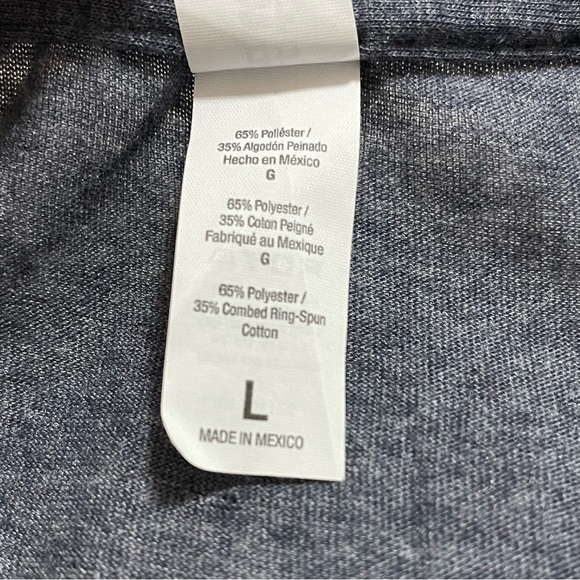 65% Poliéster /
35% Algodón Peinado
Hecho en México
G
65% Polyester /
35% Coton Peigné
Fabriqué au Mexique
G
65% Polyester /
35% Combed Ring-Spun
Cotton
L
MADE IN MEXICO